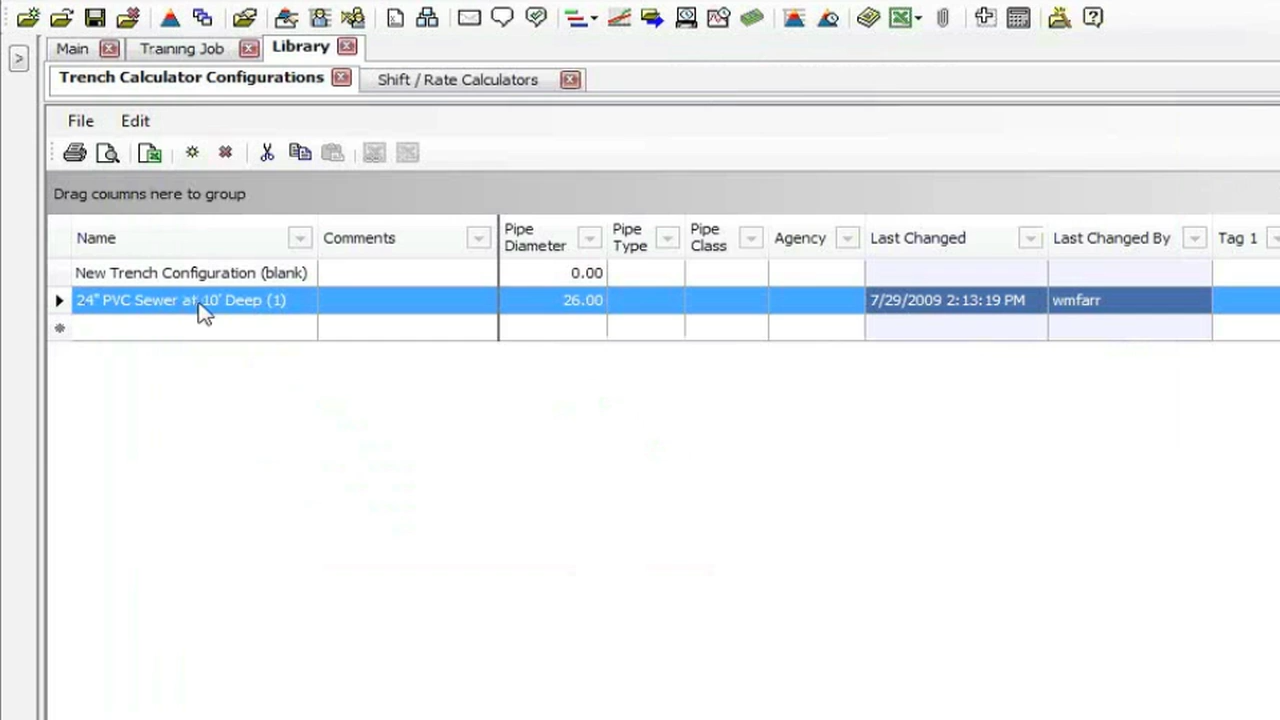 Main Training Job Library
Trench Calculator Configurations Shift / Rate Calculators
File Edit
Drag columns here to group
Name Comments Pipe Diameter Pipe Type Pipe Class Agency Last Changed Last Changed By Tag 1
New Trench Configuration (blank) 0.00
24" PVC Sewer at 10' Deep (1) 26.00 7/29/2009 2:13:19 PM wmfarr